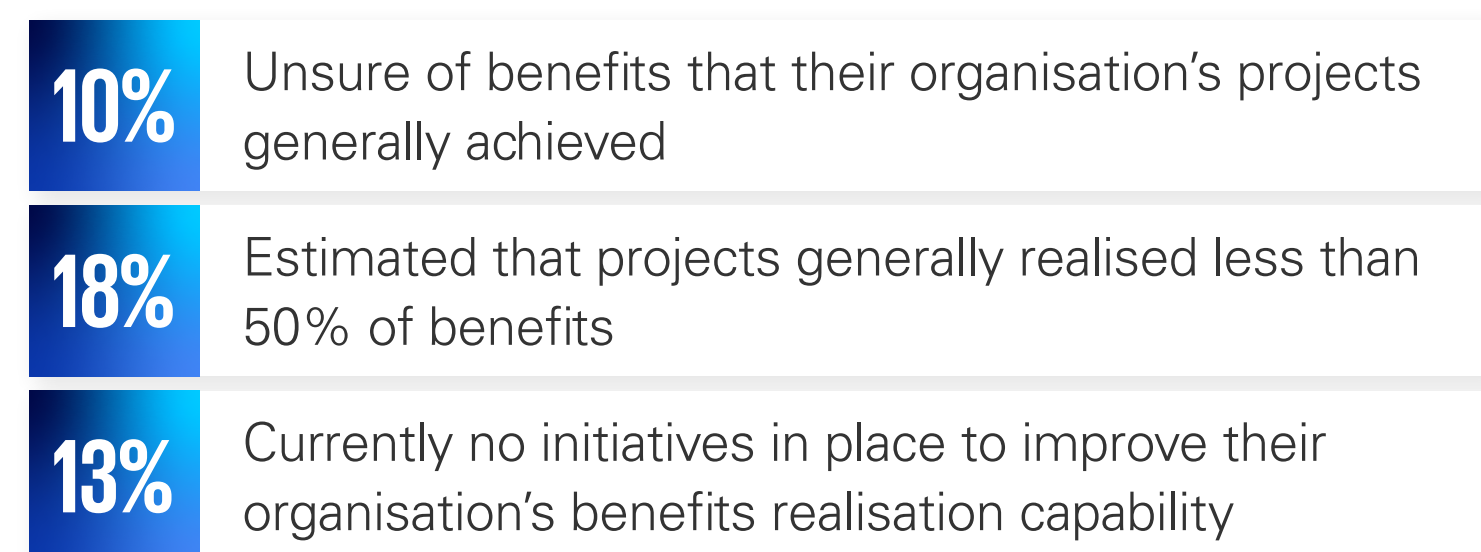 10%
Unsure of benefits that their organisation’s projects
generally achieved
18%
Estimated that projects generally realised less than
50% of benefits
13%
Currently no initiatives in place to improve their
organisation’s benefits realisation capability